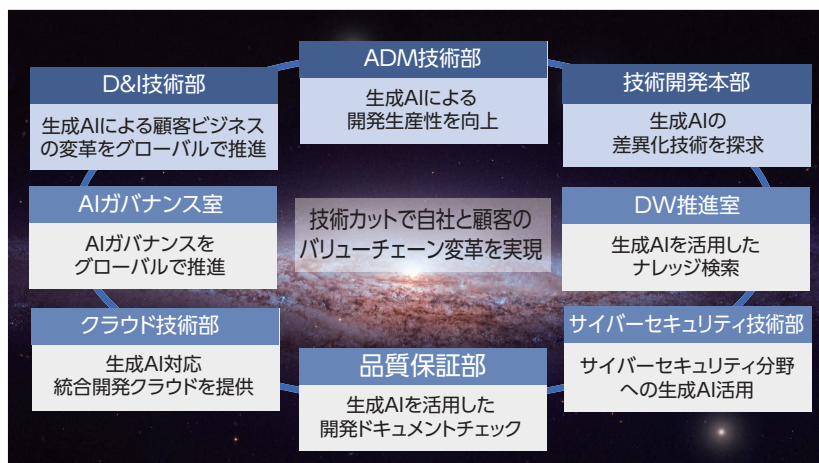 ADM技術部
生成AIによる
開発生産性を向上
D&I技術部
生成AIによる顧客ビジネス
の変革をグローバルで推進
技術開発本部
生成AIの
差異化技術を探求
AIガバナンス室
AIガバナンスを
グローバルで推進
技術カットで自社と顧客の
バリューチェーン変革を実現
DW推進室
生成AIを活用した
ナレッジ検索
クラウド技術部
生成AI対応
統合開発クラウドを提供
品質保証部
生成AIを活用した
開発ドキュメントチェック
サイバーセキュリティ技術部
サイバーセキュリティ分野
への生成AI活用